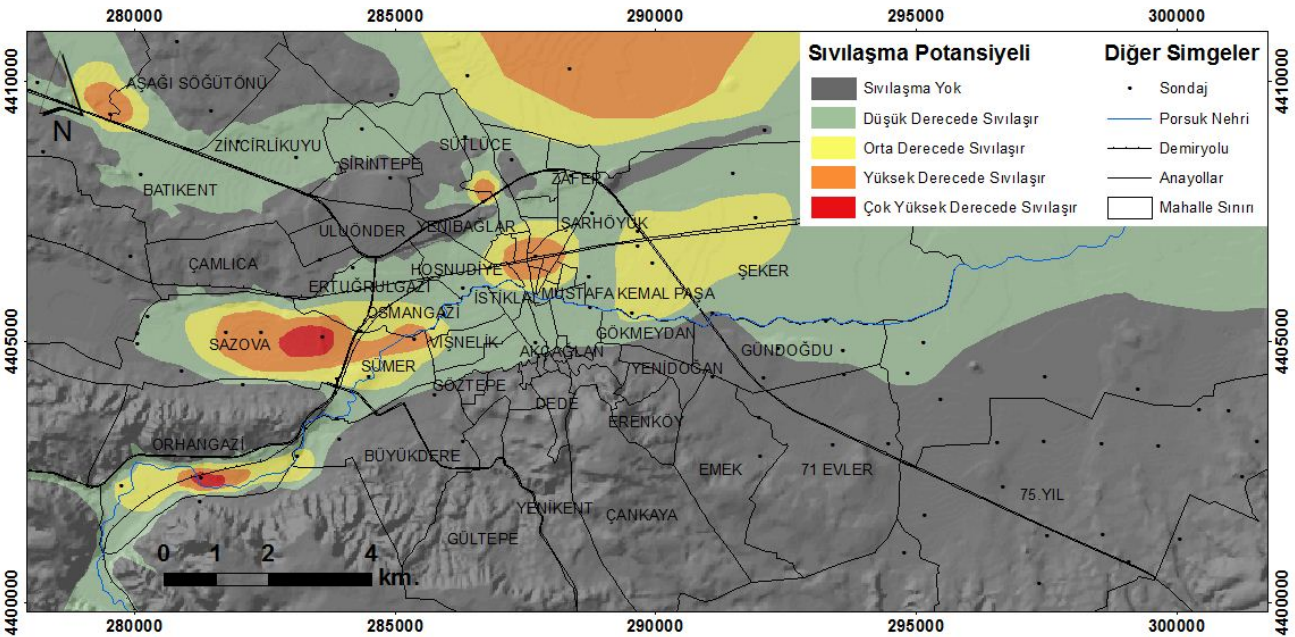 280000 285000 290000 295000 300000
4410000
4405000
4400000
4410000
4405000
4400000
Sıvılaşma Potansiyeli
Sıvılaşma Yok
Düşük Derecede Sıvılaşır
Orta Derecede Sıvılaşır
Yüksek Derecede Sıvılaşır
Çok Yüksek Derecede Sıvılaşır
Diğer Simgeler
Sondaj
Porsuk Nehri
Demiryolu
Anayollar
Mahalle Sınırı
N
AŞAĞI SÖĞÜTÖNÜ
ZİNCİRLİKUYU
ŞİRİNTEPE
SÜTLÜCE
BATIKENT
ZAFER
ULUÖNDER
YENİBAĞLAR
ŞARHÖYÜK
ÇAMLICA
HOŞNUDİYE
ŞEKER
ERTUĞRULGAZİ
İSTİKLAL
MUSTAFA KEMAL PAŞA
OSMANGAZİ
SAZOVA
VİŞNELİK
GÖKMEYDAN
AKÇAĞLAN
GÜNDOĞDU
SÜMER
YENİDOĞAN
GÖZTEPE
DEDE
ERENKÖY
ORHANGAZİ
BÜYÜKDERE
EMEK
71 EVLER
75.YIL
YENİKENT
ÇANKAYA
GÜLTEPE
0 1 2 4
km.
280000 285000 290000 295000 300000